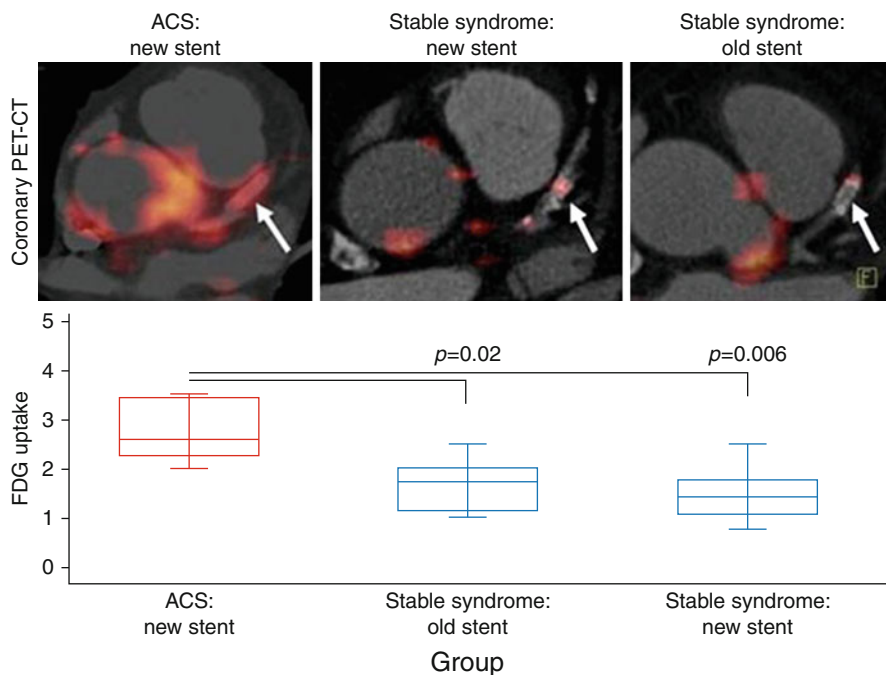 ACS:
new stent
Stable syndrome:
new stent
Stable syndrome:
old stent
Coronary PET-CT
F
FDG uptake
5
4
3
2
1
0
p=0.02
p=0.006
ACS:
new stent
Stable syndrome:
old stent
Stable syndrome:
new stent
Group